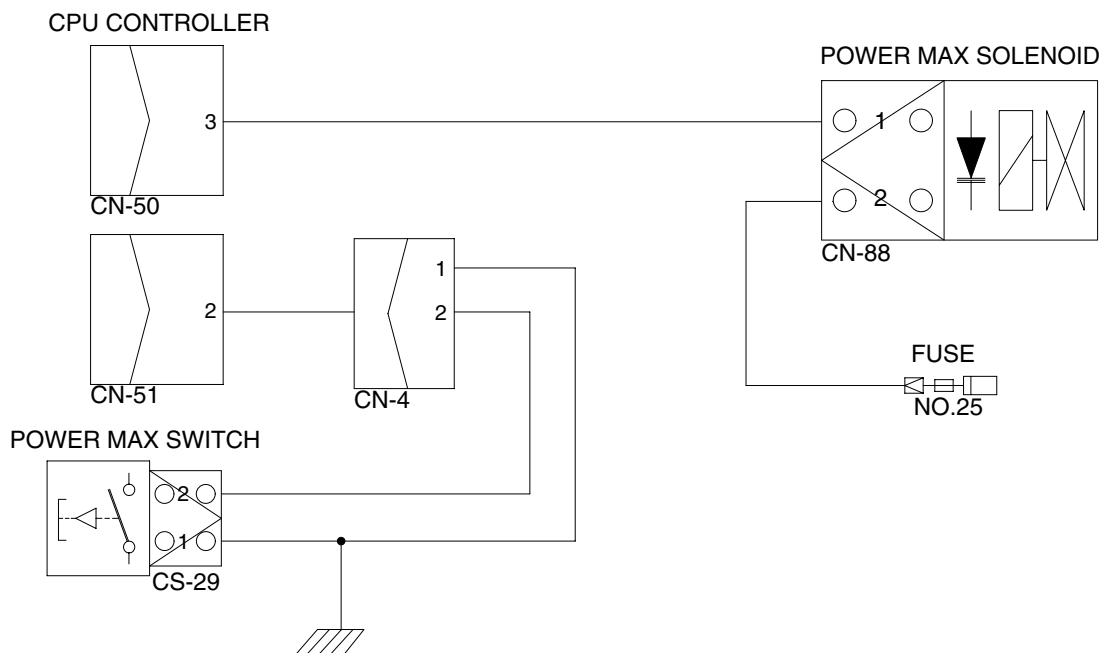 CPU CONTROLLER
3
CN-50
POWER MAX SOLENOID
1
2
CN-88
2
CN-51
1
2
CN-4
FUSE
NO.25
POWER MAX SWITCH
2
1
CS-29